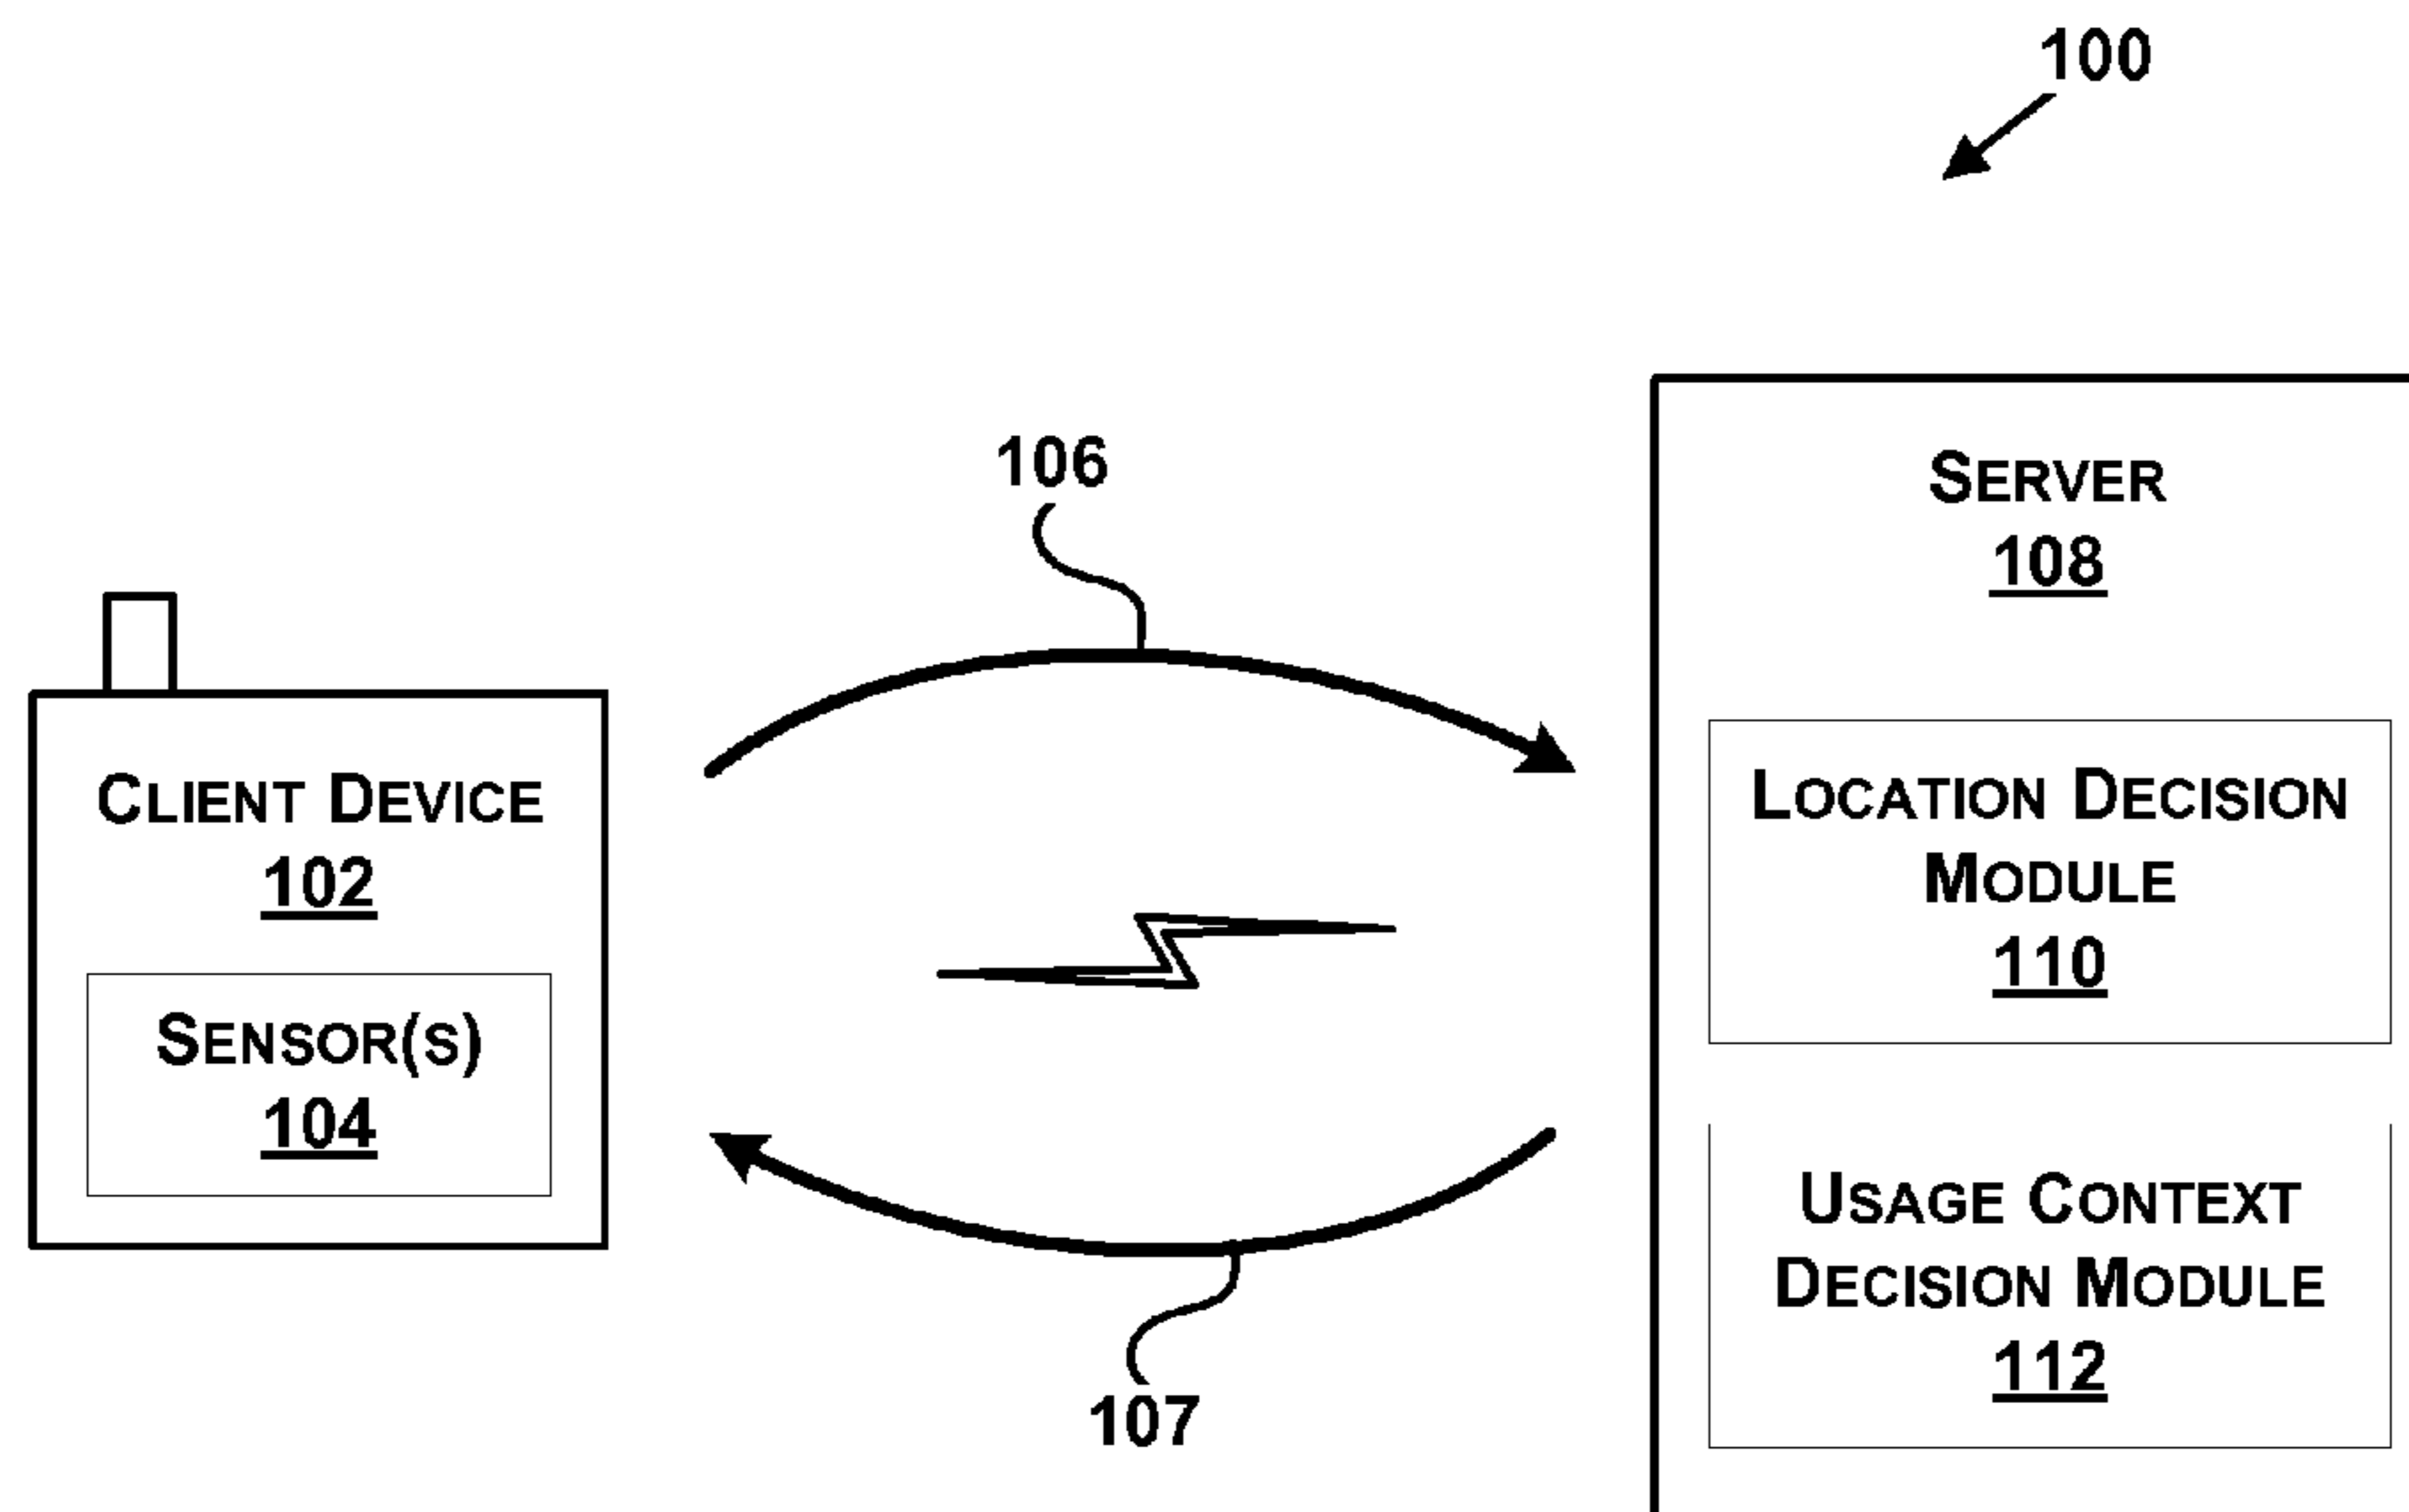 100
106
SERVER
108
CLIENT DEVICE
102
SENSOR(S)
104
LOCATION DECISION
MODULE
110
USAGE CONTEXT
DECISION MODULE
112
107